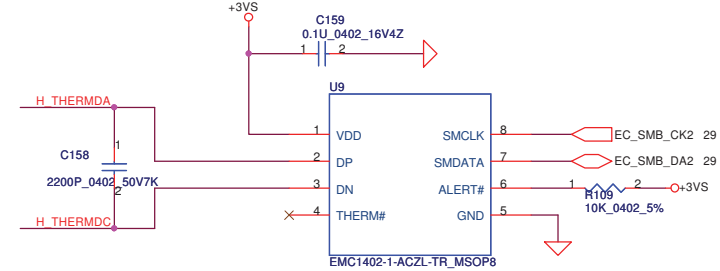 +3VS
C159
0.1U_0402_16V4Z
1 2
U9
H_THERMDA
1 VDD SMCLK 8 EC_SMB_CK2 29
1
C158
2 DP SMDATA 7 EC_SMB_DA2 29
2200P_0402_50V7K
2
3 DN ALERT# 6 1 2 +3VS
R109
10K_0402_5%
4 THERM# GND 5
H_THERMDC
EMC1402-1-ACZL-TR_MSOP8